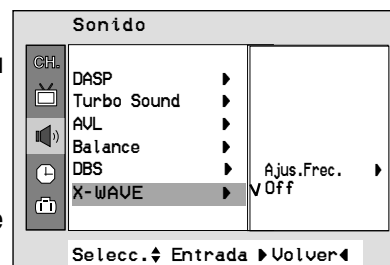 Sonido
CH.
DASP
Turbo Sound
AVL
Balance
DBS
X-WAVE
Ajus.Frec.
Off
Selecc. Entrada Volver